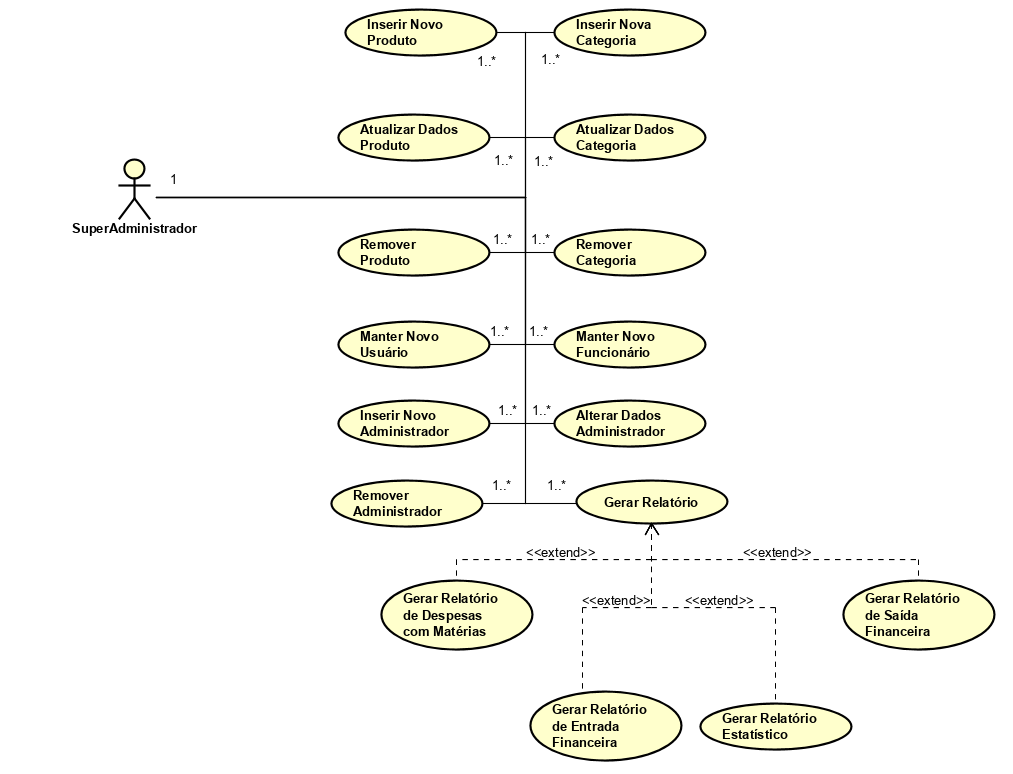 Inserir Novo
Produto
Inserir Nova
Categoria
1..*
1..*
Atualizar Dados
Produto
Atualizar Dados
Categoria
1..*
1..*
1
SuperAdministrador
Remover
Produto
1..*
1..*
Remover
Categoria
Manter Novo
Usuário
1..*
1..*
Manter Novo
Funcionário
Inserir Novo
Administrador
1..*
1..*
Alterar Dados
Administrador
Remover
Administrador
1..*
1..*
Gerar Relatório
<<extend>>
<<extend>>
<<extend>>
<<extend>>
Gerar Relatório
de Despesas
com Matérias
Gerar Relatório
de Saída
Financeira
Gerar Relatório
de Entrada
Financeira
Gerar Relatório
Estatístico